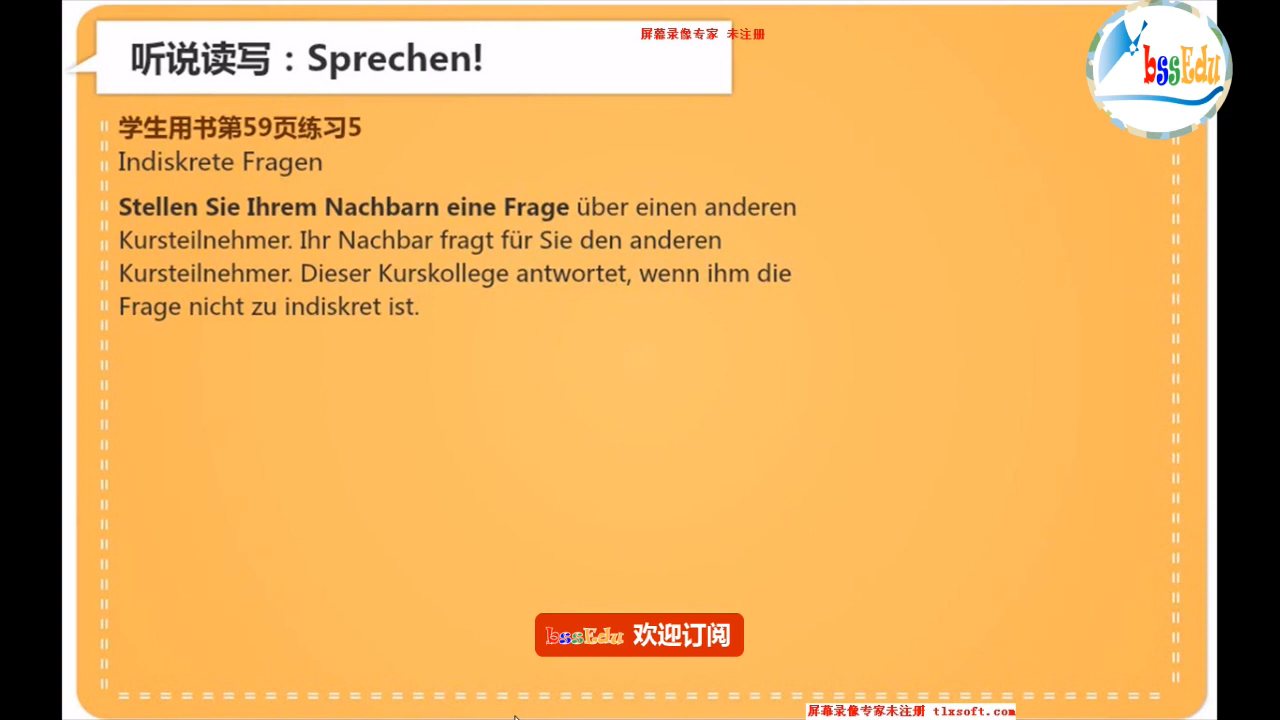 屏幕录像专家 未注册
听说读写：Sprechen!
bssEdu
学生用书第59页练习5
Indiskrete Fragen
Stellen Sie Ihrem Nachbarn eine Frage über einen anderen
Kursteilnehmer. Ihr Nachbar fragt für Sie den anderen
Kursteilnehmer. Dieser Kurskollege antwortet, wenn ihm die
Frage nicht zu indiskret ist.
bssEdu 欢迎订阅
屏幕录像专家未注册 tlxsoft.com